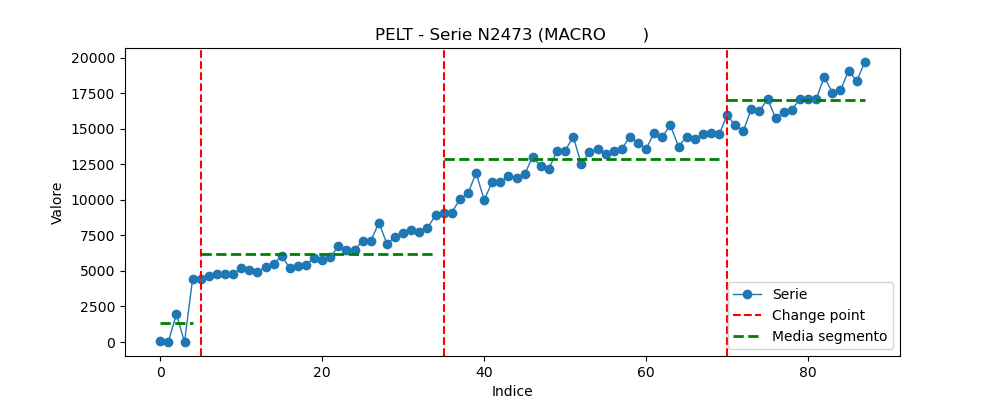 PELT - Serie N2473 (MACRO        )
Valore
20000
17500
15000
12500
10000
7500
5000
2500
0
0
20
40
60
80
Indice
Serie
Change point
Media segmento